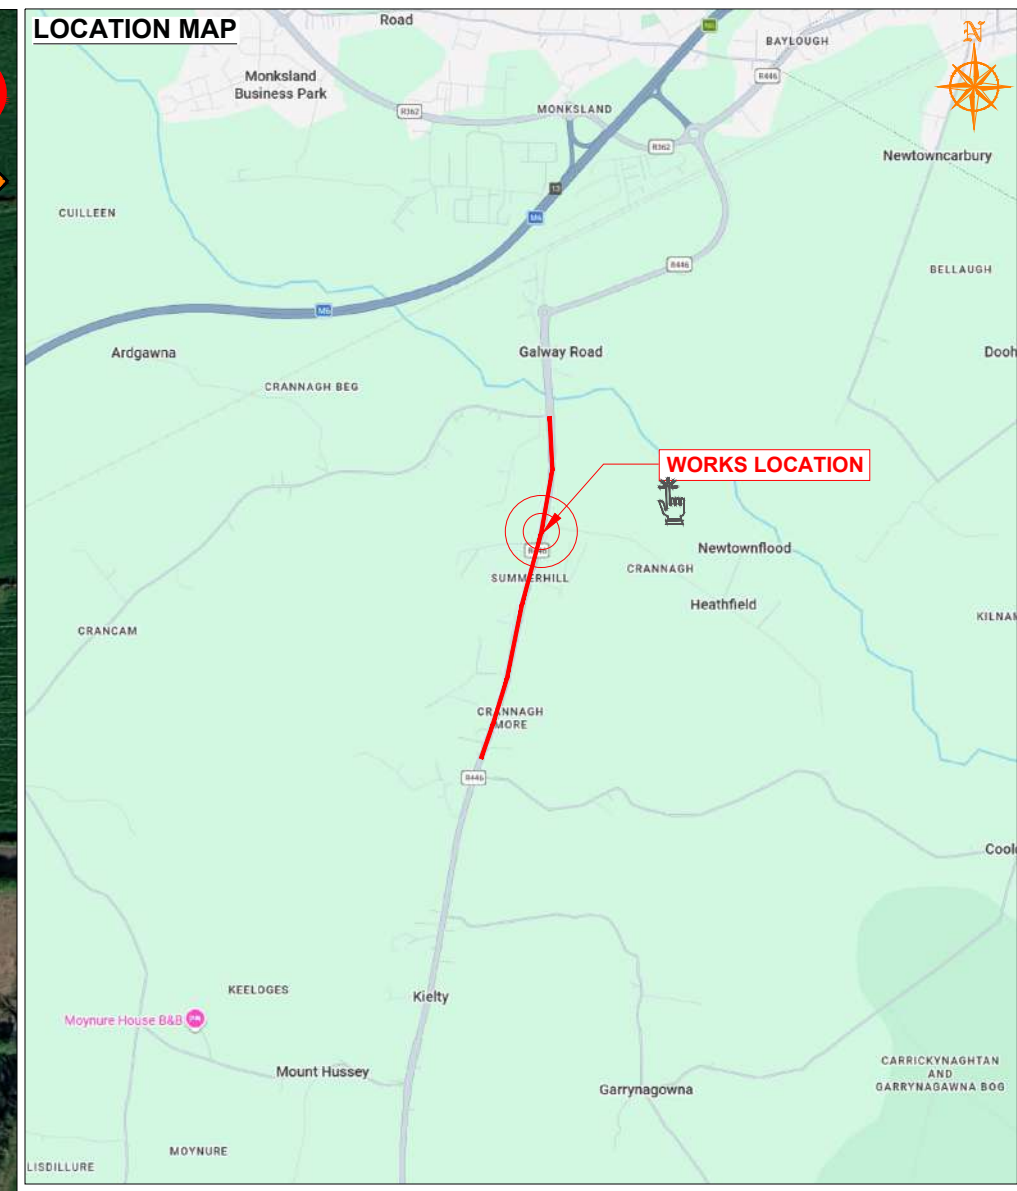 LOCATION MAP
Road
N
BAYLOUGH
Monksland
Business Park
R446
R362
MONKSLAND
R362
Newtowncarbury
13
CUILLEEN
M6
R446
BELLAUGH
M6
Ardgawna
Galway Road
Dooh
CRANNAGH BEG
WORKS LOCATION
Newtownflood
SUMMERHILL
CRANNAGH
Heathfield
KILNAM
CRANCAM
CRANNAGH
MORE
R446
Coole
KEELOGES
Kielty
Moynure House B&B
Mount Hussey
CARRICKYNAGHTAN
AND
GARRYNAGAWNA BOG
Garrynagowna
MOYNURE
LISDILLURE